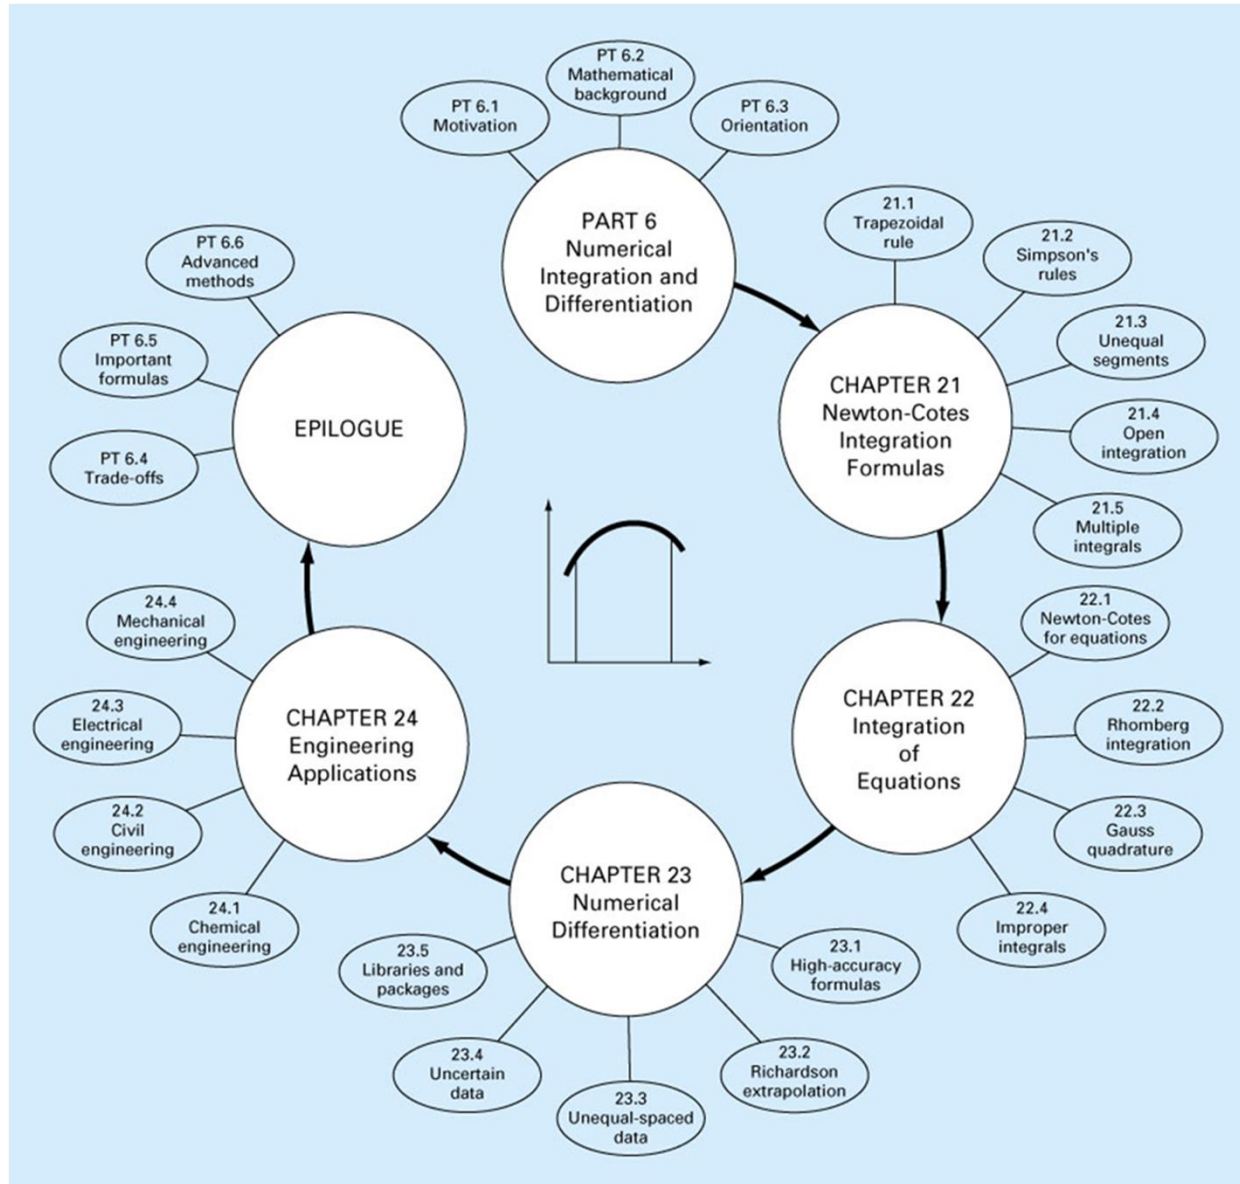 PT 6.1
Motivation
PT 6.2
Mathematical
background
PT 6.3
Orientation
PART 6
Numerical
Integration and
Differentiation
21.1
Trapezoidal
rule
21.2
Simpson's
rules
21.3
Unequal
segments
21.4
Open
integration
21.5
Multiple
integrals
CHAPTER 21
Newton-Cotes
Integration
Formulas
22.1
Newton-Cotes
for equations
22.2
Rhomberg
integration
22.3
Gauss
quadrature
22.4
Improper
integrals
CHAPTER 22
Integration
of
Equations
CHAPTER 23
Numerical
Differentiation
23.1
High-accuracy
formulas
23.2
Richardson
extrapolation
23.3
Unequal-spaced
data
23.4
Uncertain
data
23.5
Libraries and
packages
CHAPTER 24
Engineering
Applications
24.1
Chemical
engineering
24.2
Civil
engineering
24.3
Electrical
engineering
24.4
Mechanical
engineering
EPILOGUE
PT 6.4
Trade-offs
PT 6.5
Important
formulas
PT 6.6
Advanced
methods